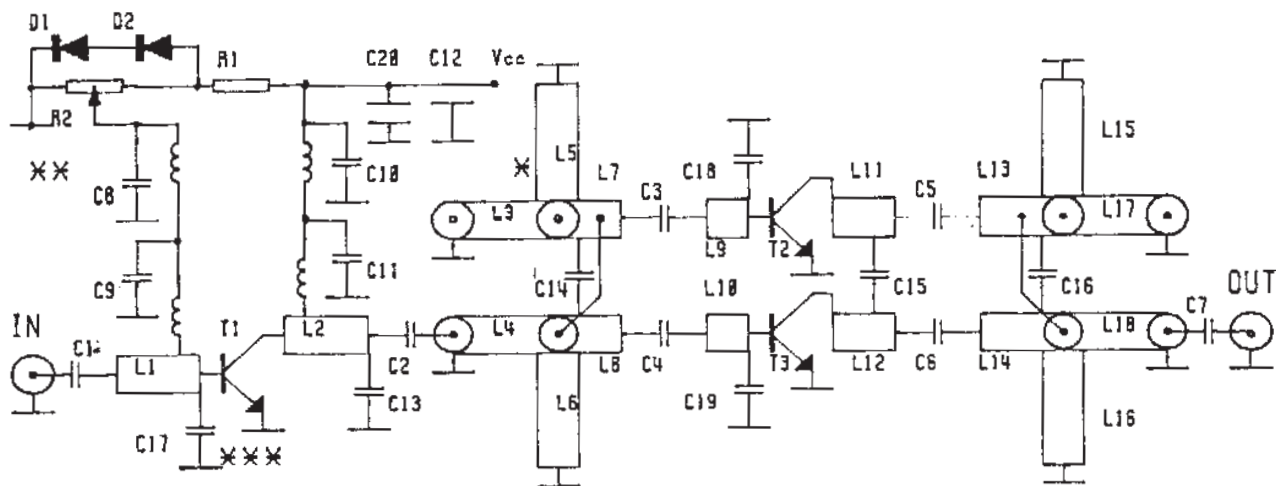 D1 D2
R1 C20 C12 Vcc
R2
L5 L7 C18 L11 L13 L15
** C10 * C3 C5
C8 L3 L17
L9 T2
C9 C11 C14 L10 C15 C16 OUT
IN T1 L2 L4 L18 C7
C1* L1 C2 L8 C4 T3 L12 C6 L14
C13 L6 C19 L16
C17 ***